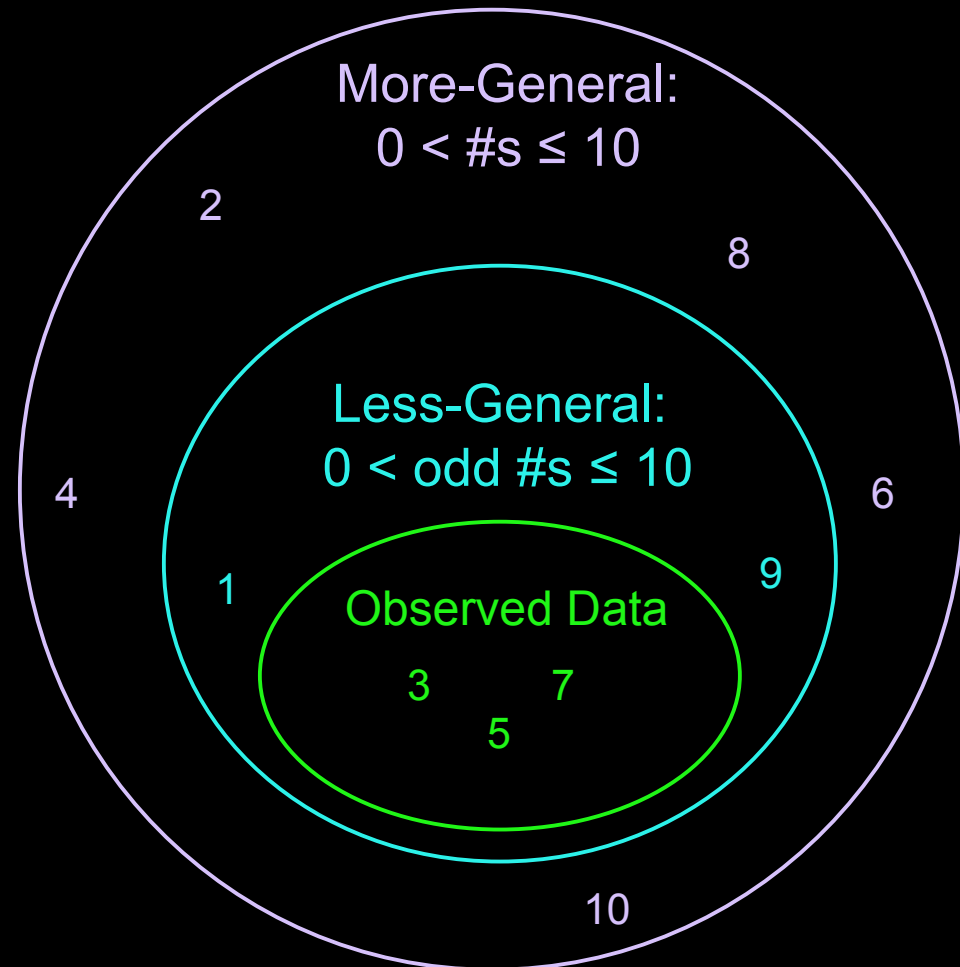 More-General:
0 < #s ≤ 10
2
8
Less-General:
0 < odd #s ≤ 10
4
6
1
9
Observed Data
3
7
5
10